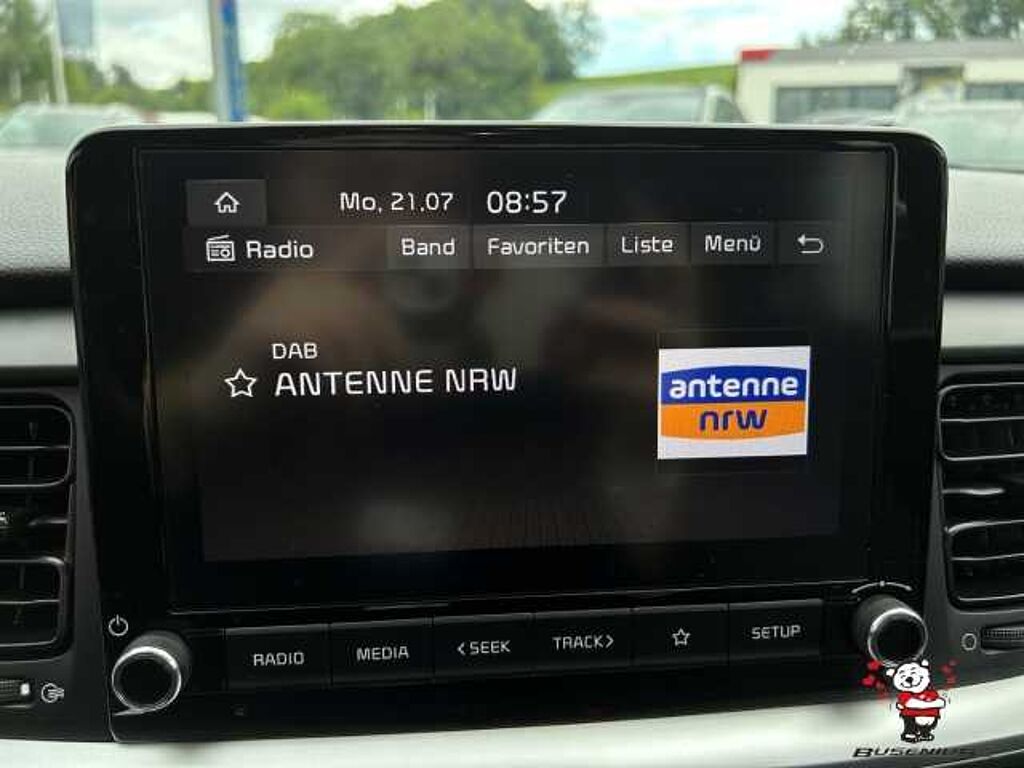 Mo, 21.07 08:57
Radio Band Favoriten Liste Menü
DAB
ANTENNE NRW
antenne
nrw
RADIO MEDIA <SEEK TRACK> SETUP
BUSENIUS